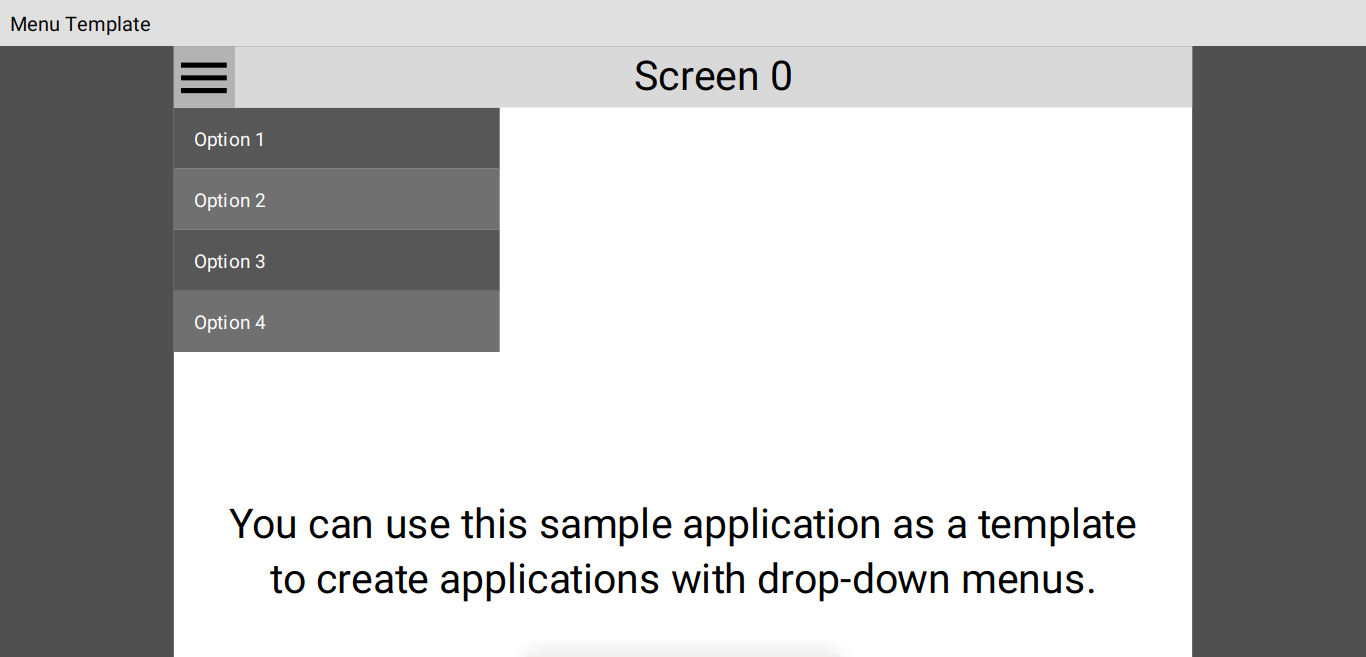 Menu Template
Screen 0
Option 1
Option 2
Option 3
Option 4
You can use this sample application as a template
to create applications with drop-down menus.